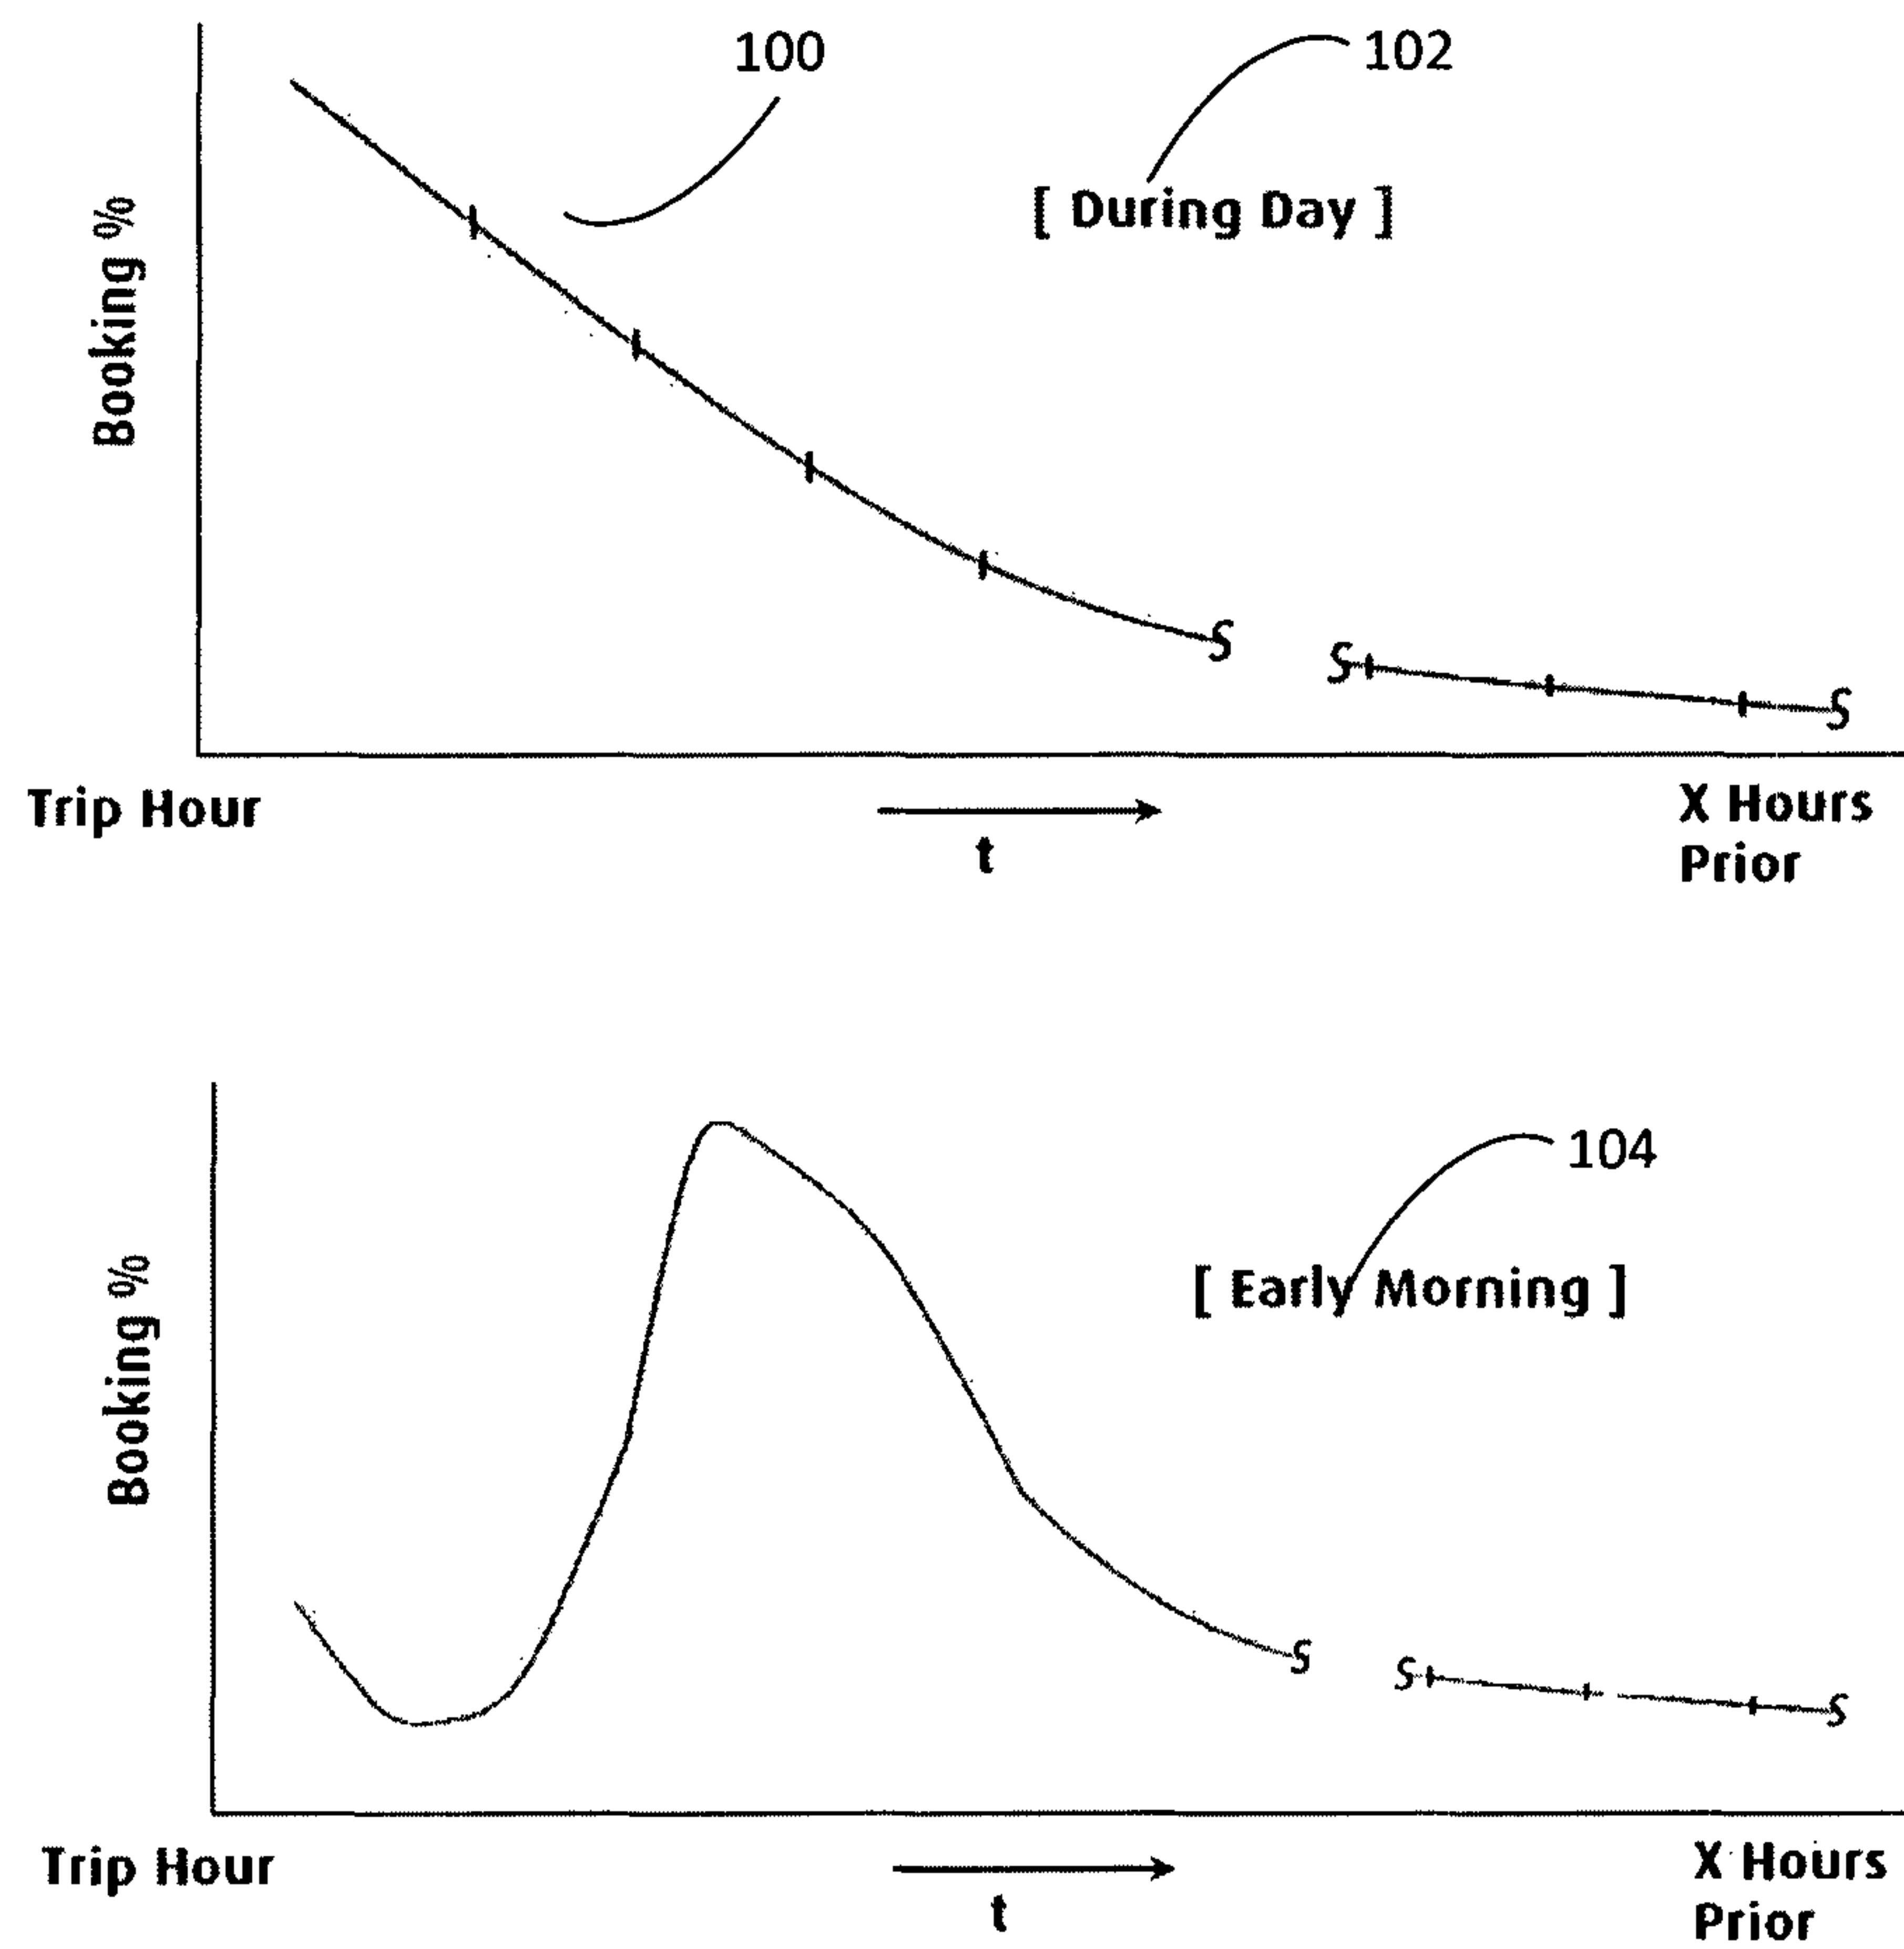 100
102
[ During Day ]
Booking %
Trip Hour
t
X Hours
Prior
104
[ Early Morning ]
Booking %
Trip Hour
t
X Hours
Prior